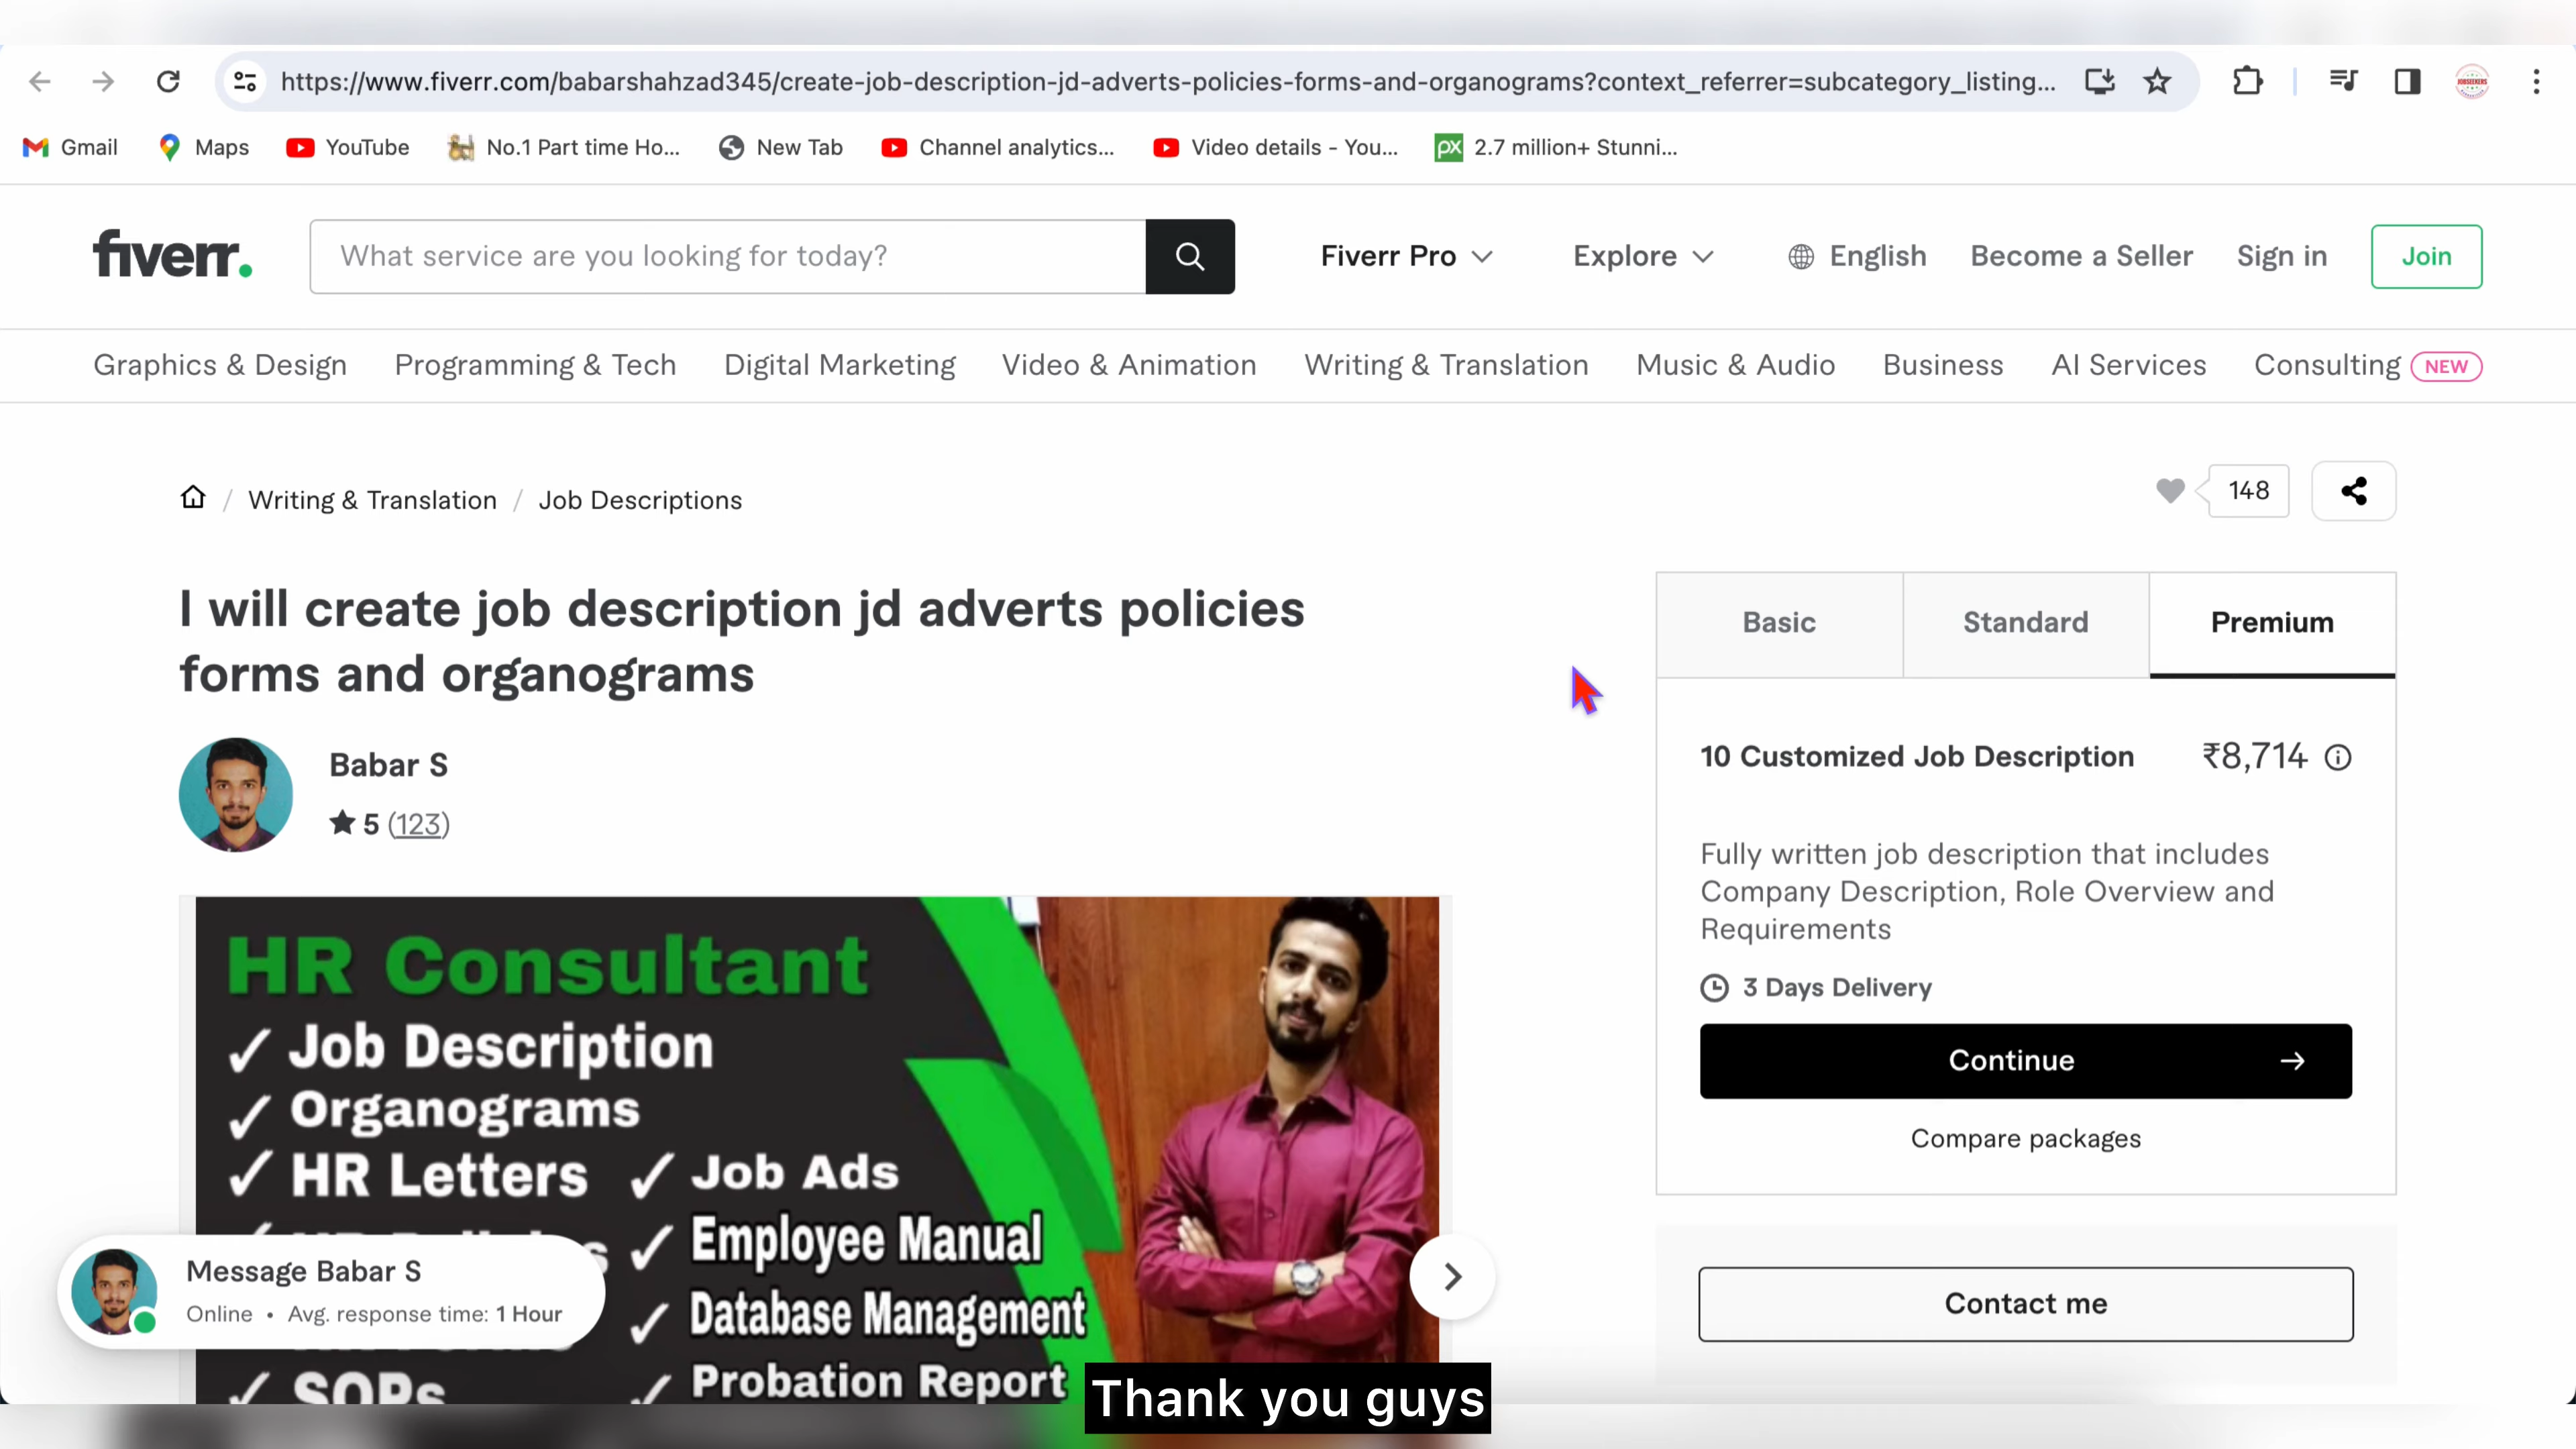 https://www.fiverr.com/babarshahzad345/create-job-description-jd-adverts-policies-forms-and-organograms?context_referrer=subcategory_listing...
Gmail
Maps
YouTube
No.1 Part time Ho...
New Tab
Channel analytics...
Video details - You...
px
2.7 million+ Stunni...
fiverr.
What service are you looking for today?
Fiverr Pro
Explore
English
Become a Seller
Sign in
Join
Graphics & Design
Programming & Tech
Digital Marketing
Video & Animation
Writing & Translation
Music & Audio
Business
AI Services
Consulting NEW
/ Writing & Translation / Job Descriptions
148
I will create job description jd adverts policies
forms and organograms
Babar S
5 (123)
Basic
Standard
Premium
10 Customized Job Description ₹8,714
Fully written job description that includes
Company Description, Role Overview and
Requirements
3 Days Delivery
Continue
Compare packages
Contact me
HR Consultant
Job Description
Organograms
HR Letters
Job Ads
Employee Manual
Database Management
Probation Report
SOPs
Message Babar S
Online • Avg. response time: 1 Hour
Thank you guys